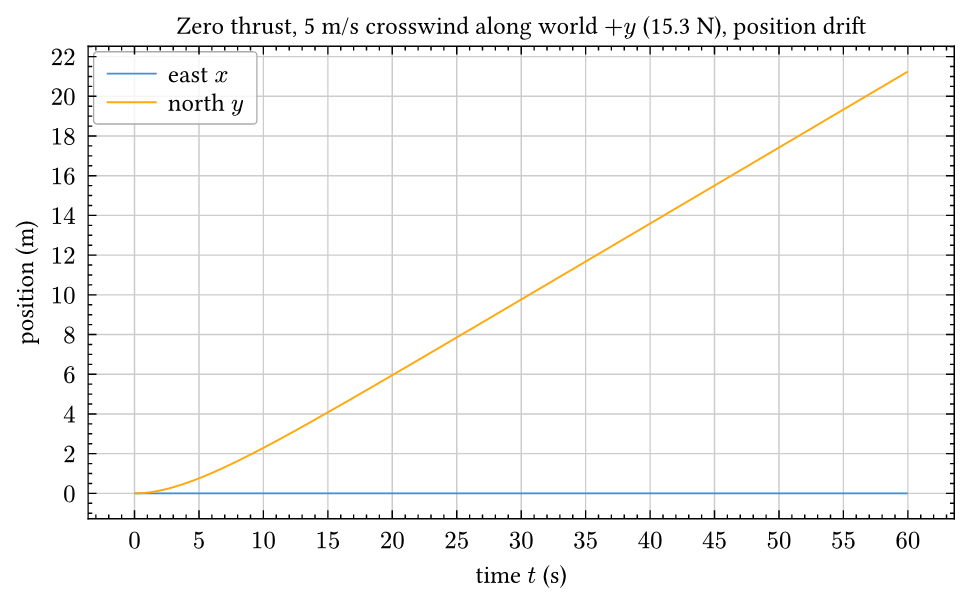 Zero thrust, 5 m/s crosswind along world +y (15.3 N), position drift
east x
north y
position (m)
22
20
18
16
14
12
10
8
6
4
2
0
0 5 10 15 20 25 30 35 40 45 50 55 60
time t (s)